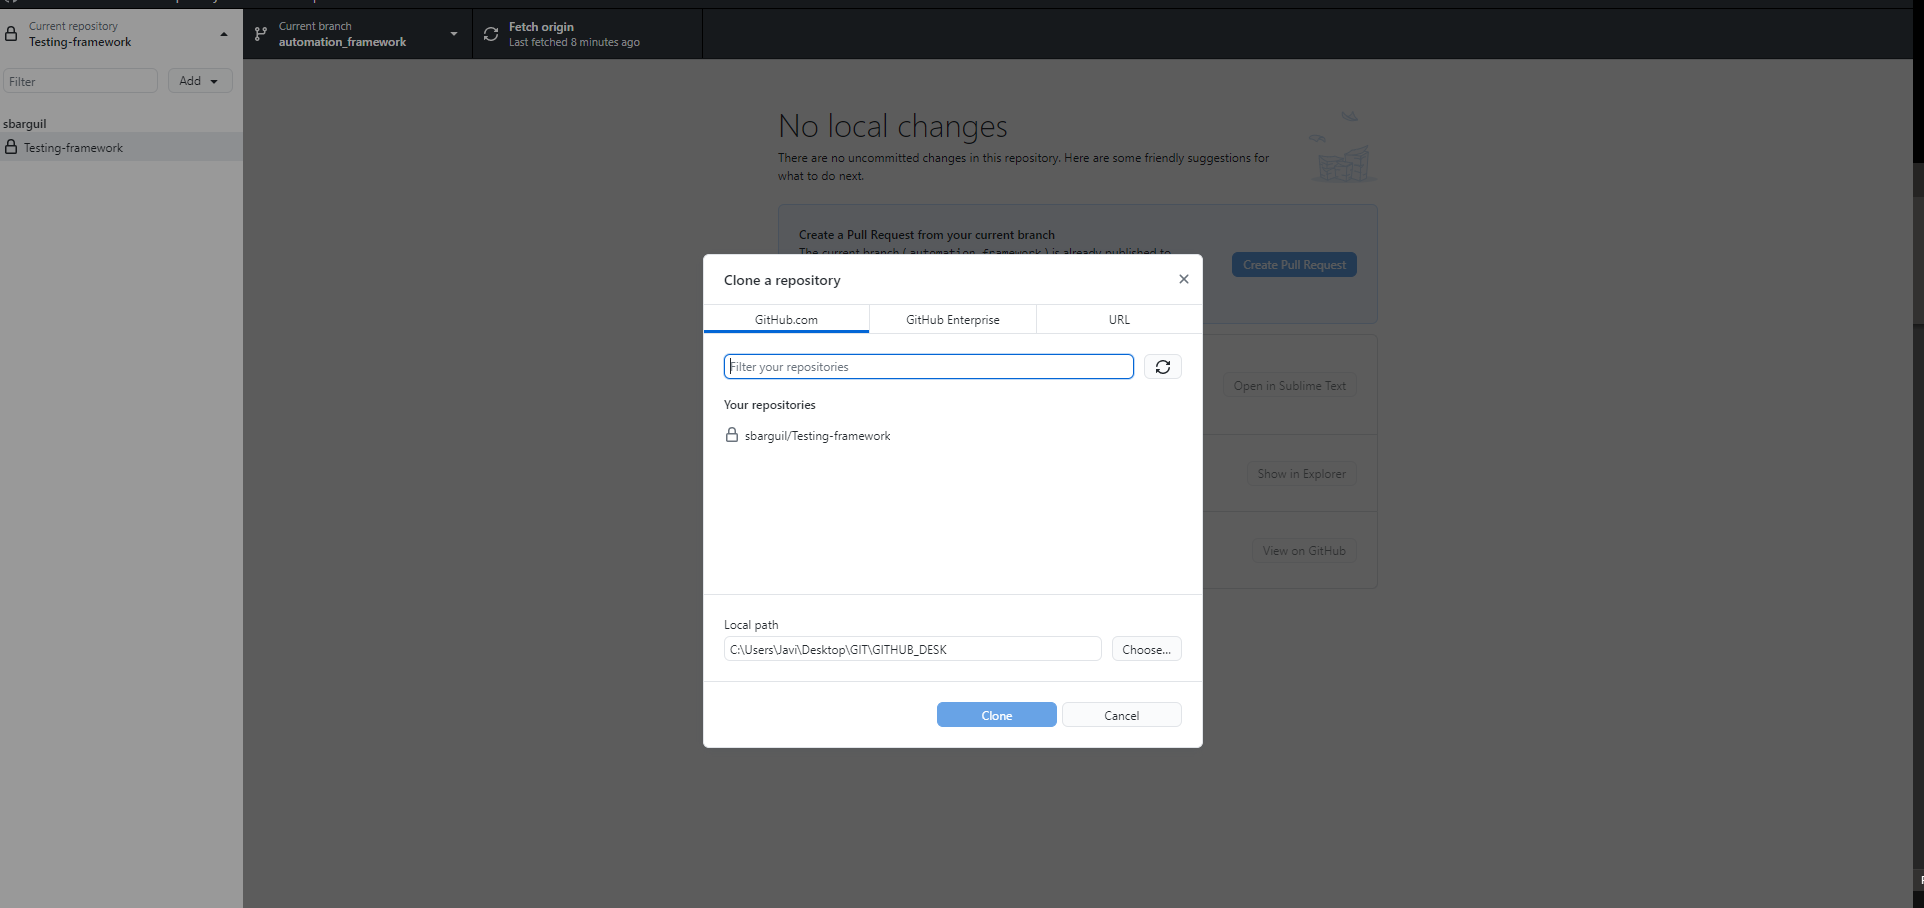 Current repository
Testing-framework
Current branch
automation_framework
Fetch origin
Last fetched 8 minutes ago
Filter
Add
sbarguil
Testing-framework
No local changes
There are no uncommitted changes in this repository. Here are some friendly suggestions for
what to do next.
Create a Pull Request from your current branch
The current branch (automation_framework) is already published to
Create Pull Request
Clone a repository
GitHub.com
GitHub Enterprise
URL
Filter your repositories
Your repositories
sbarguil/Testing-framework
Open in Sublime Text
Show in Explorer
View on GitHub
Local path
C:\Users\Javi\Desktop\GIT\GITHUB_DESK
Choose...
Clone
Cancel